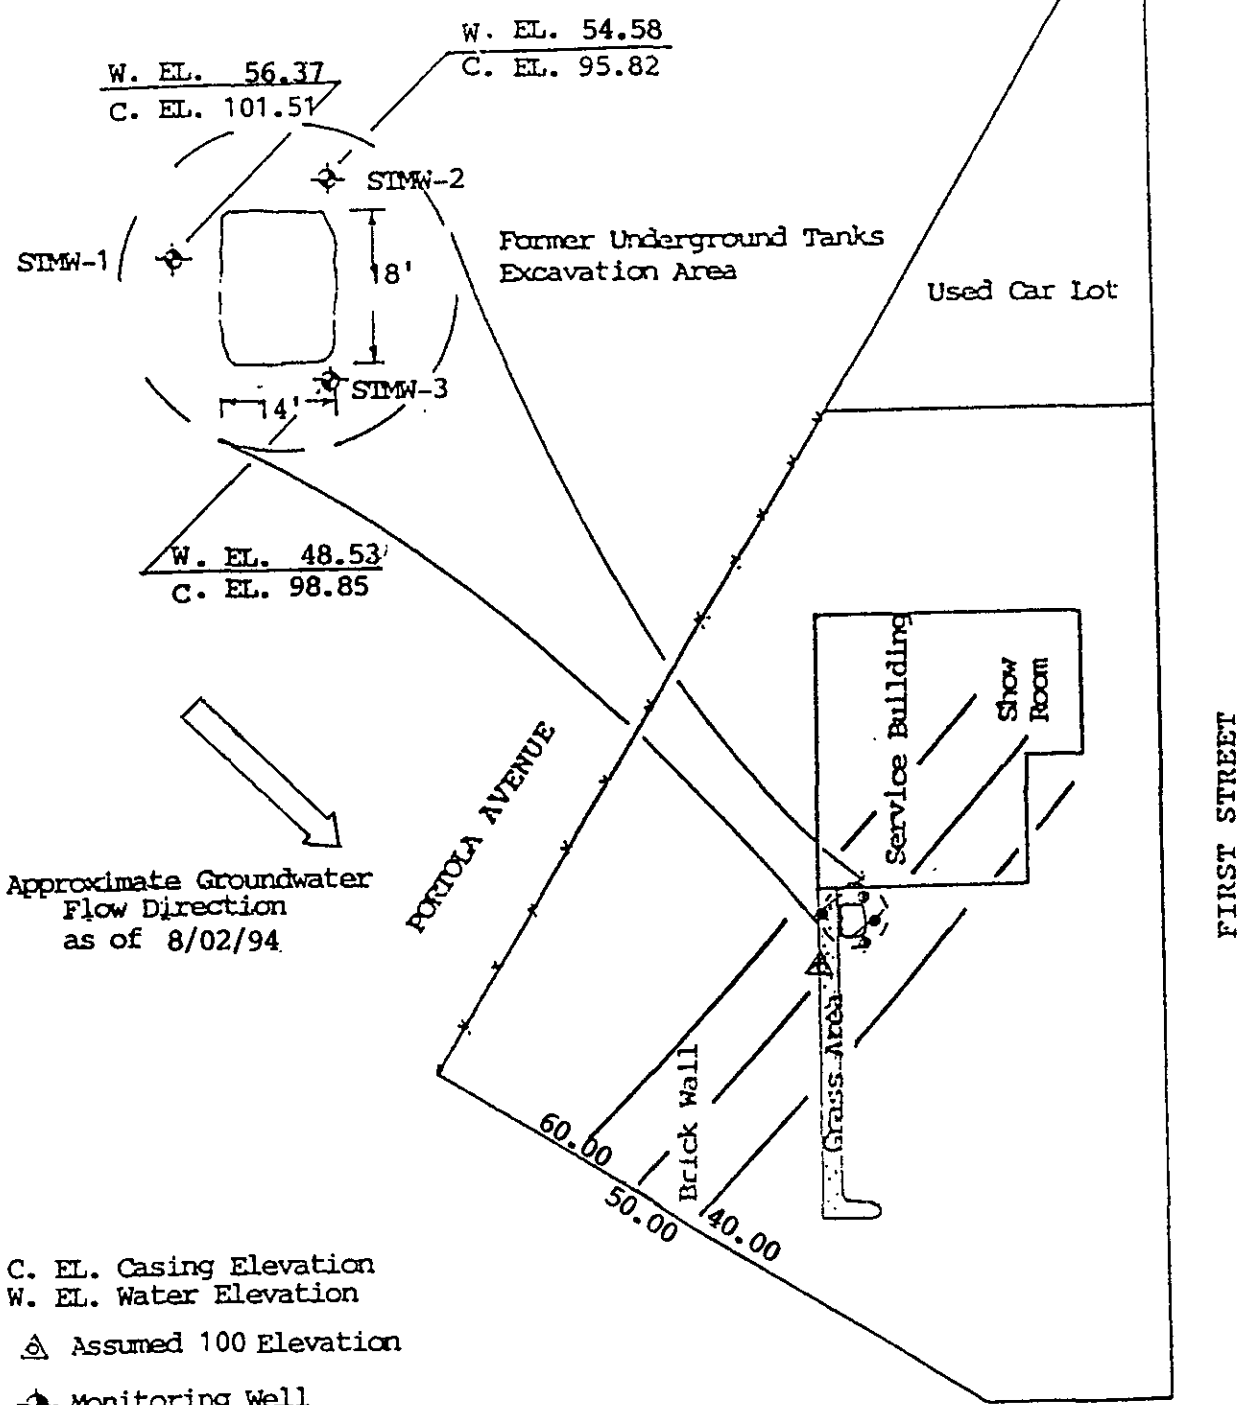 W. EL. 54.58
C. EL. 95.82
W. EL. 56.37
C. EL. 101.51
STMW-2
STMW-1
8'
Former Underground Tanks
Excavation Area
Used Car Lot
STMW-3
4'
W. EL. 48.53
C. EL. 98.85
Service Building
Show
Room
FIRST STREET
PORTOLA AVENUE
Approximate Groundwater
Flow Direction
as of 8/02/94
Grass Area
Brick Wall
60.00
50.00
40.00
C. EL. Casing Elevation
W. EL. Water Elevation
Assumed 100 Elevation
Monitoring Well